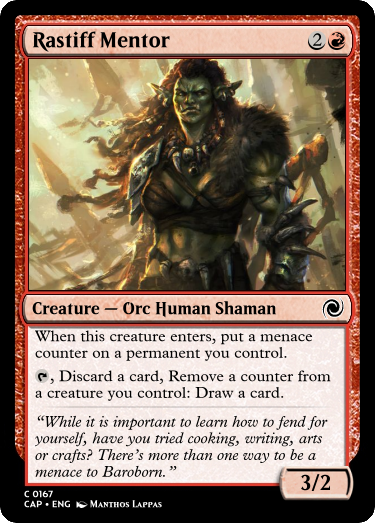 Rastiff Mentor 2
Creature — Orc Human Shaman
When this creature enters, put a menace
counter on a permanent you control.
, Discard a card, Remove a counter from
a creature you control: Draw a card.
“While it is important to learn how to fend for
yourself, have you tried cooking, writing, arts
or crafts? There's more than one way to be a
menace to Baroborn.”
3/2
C 0167
CAP • ENG Manthos Lappas